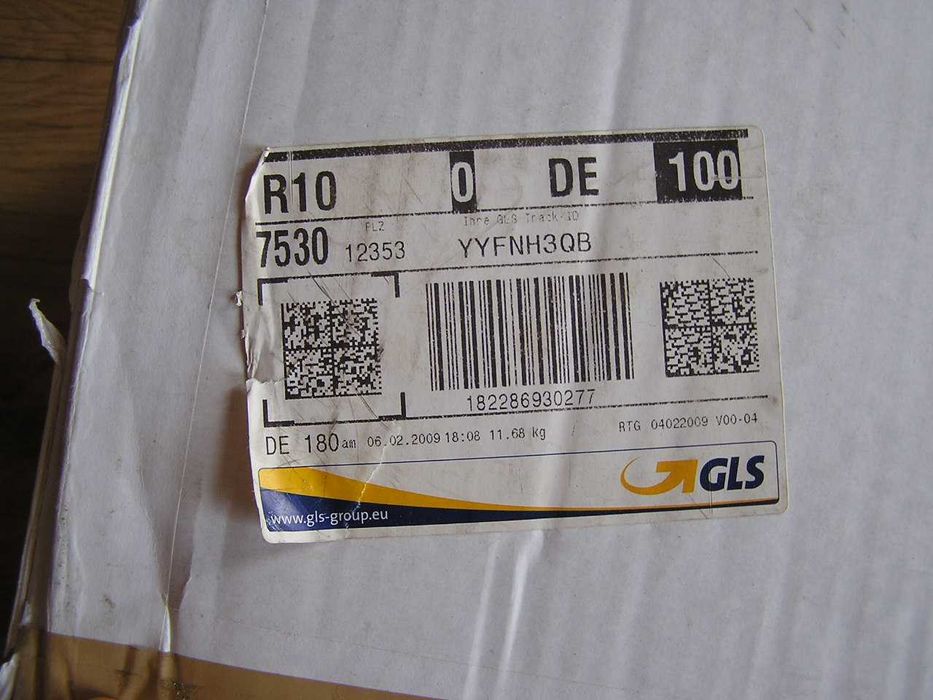 R10 0 DE 100
PLZ Ihre GLS Track ID
7530 12353 YYFNH3QB
182286930277
DE 180 am 06.02.2009 18:08 11.68 kg RTG 04022009 V00-04
GLS
www.gls-group.eu